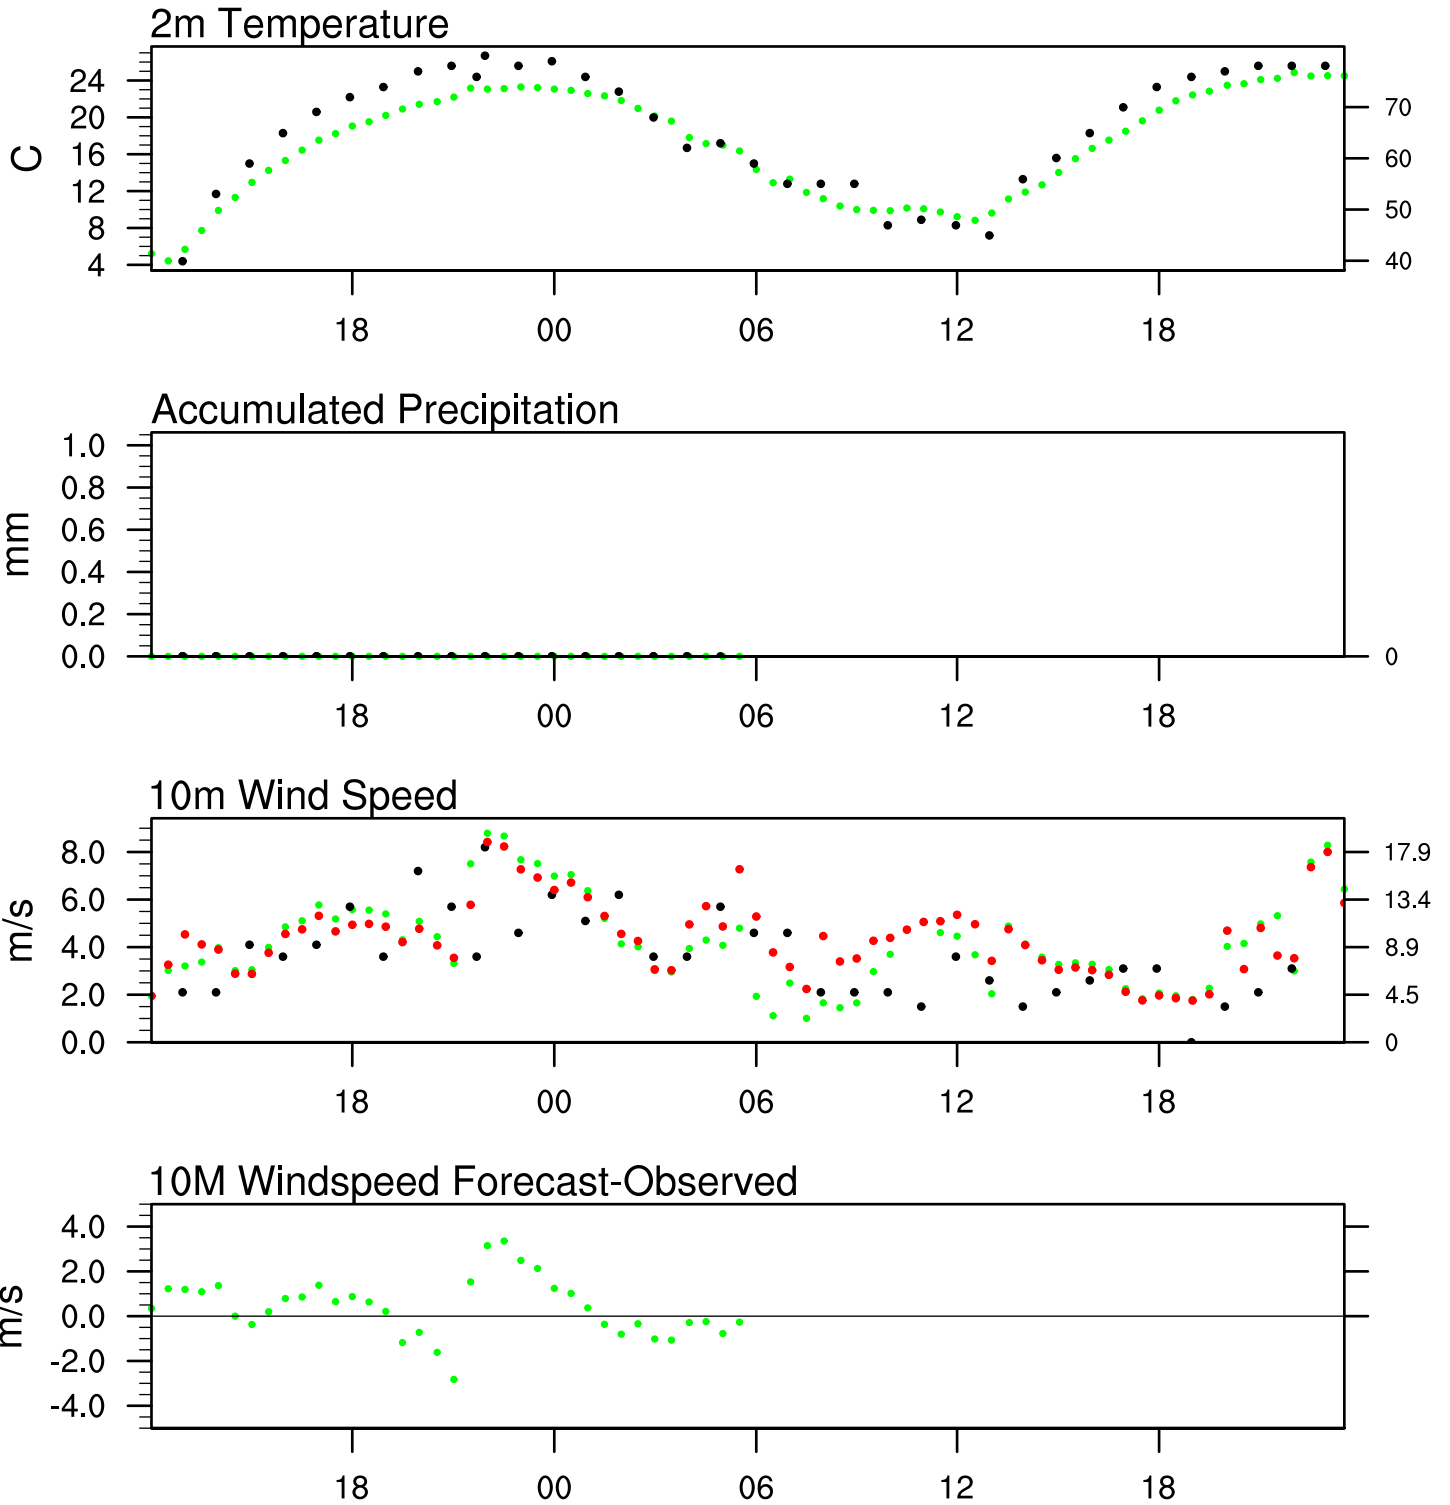 2m Temperature
C
24
20
16
12
8
4
70
60
50
40
18 00 06 12 18
Accumulated Precipitation
mm
1.0
0.8
0.6
0.4
0.2
0.0
0
18 00 06 12 18
10m Wind Speed
m/s
8.0
6.0
4.0
2.0
0.0
17.9
13.4
8.9
4.5
0
18 00 06 12 18
10M Windspeed Forecast-Observed
m/s
4.0
2.0
0.0
-2.0
-4.0
18 00 06 12 18